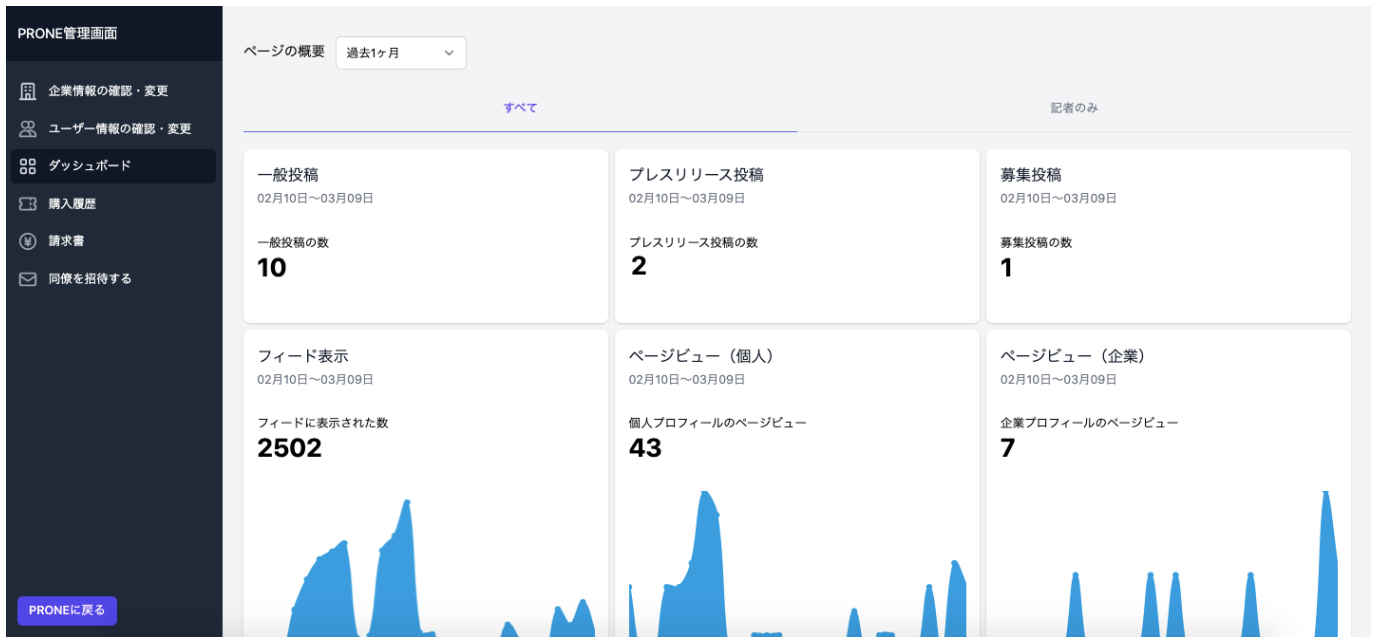 PRONE管理画面
企業情報の確認・変更
ユーザー情報の確認・変更
ダッシュボード
購入履歴
請求書
同僚を招待する
PRONEに戻る
ページの概要
過去1ヶ月
すべて
記者のみ
一般投稿
02月10日〜03月09日
一般投稿の数
10
プレスリリース投稿
02月10日〜03月09日
プレスリリース投稿の数
2
募集投稿
02月10日〜03月09日
募集投稿の数
1
フィード表示
02月10日〜03月09日
フィードに表示された数
2502
ページビュー（個人）
02月10日〜03月09日
個人プロフィールのページビュー
43
ページビュー（企業）
02月10日〜03月09日
企業プロフィールのページビュー
7